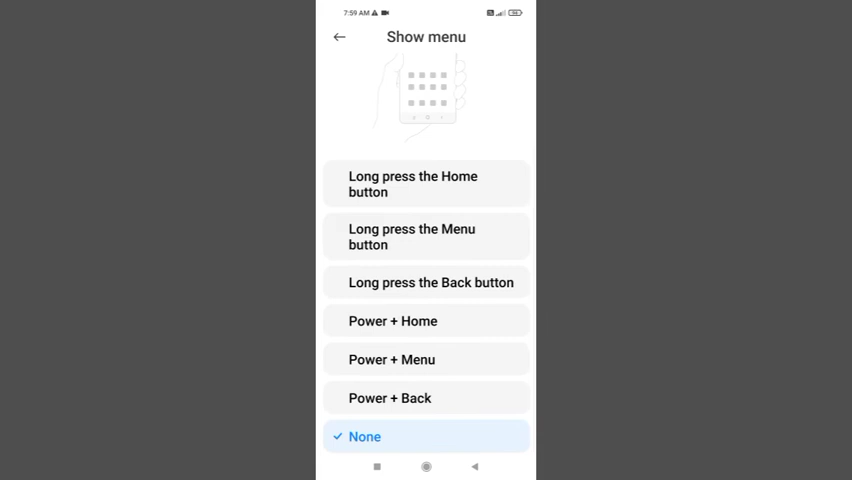 7:59 AM
Show menu
Long press the Home
button
Long press the Menu
button
Long press the Back button
Power + Home
Power + Menu
Power + Back
None